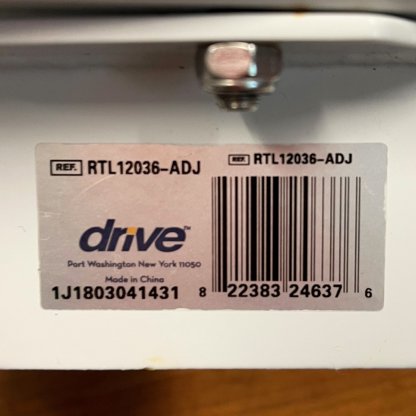 REF. RTL12036-ADJ
REF. RTL12036-ADJ
drive™
Port Washington New York 11050
Made in China
1J1803041431
8 22383 24637 6